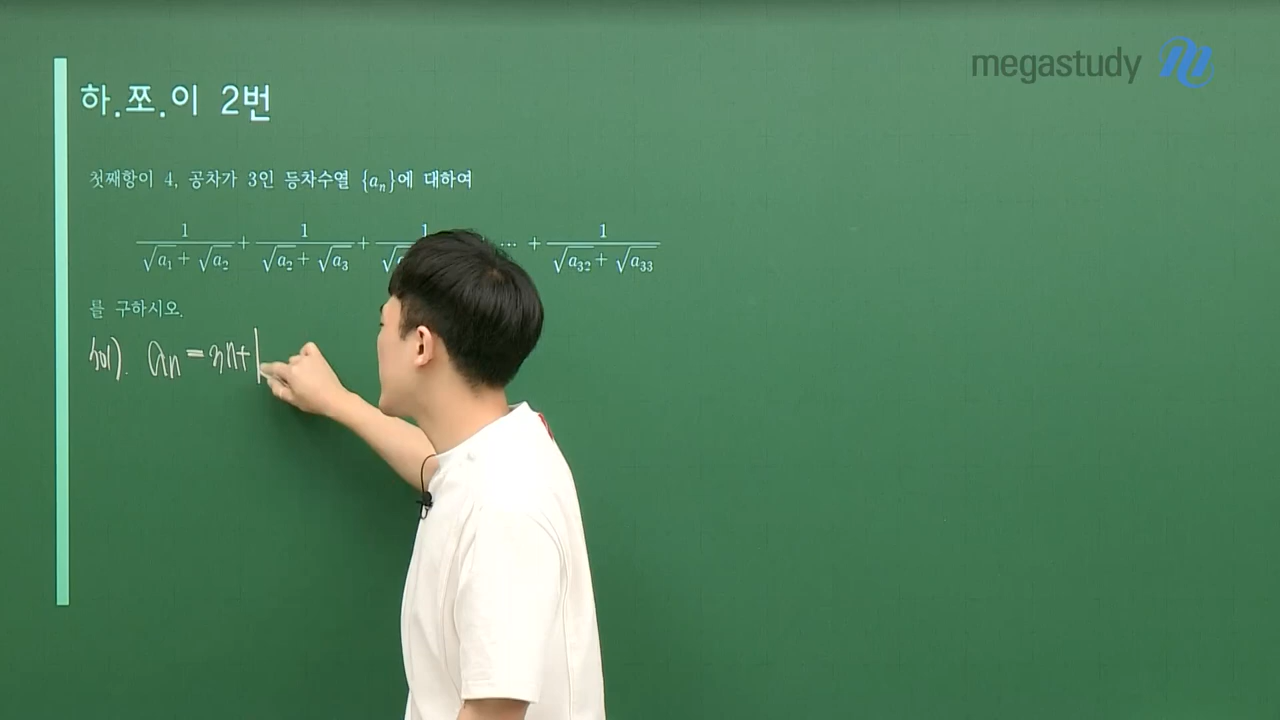 megastudy
하.쪼.이 2번
첫째항이 4, 공차가 3인 등차수열 {aₙ}에 대하여
1/(√a₁ + √a₂) + 1/(√a₂ + √a₃) + 1 ⋯ + 1/(√a₃₂ + √a₃₃)
를 구하시오.
sol). aₙ = 3n+1